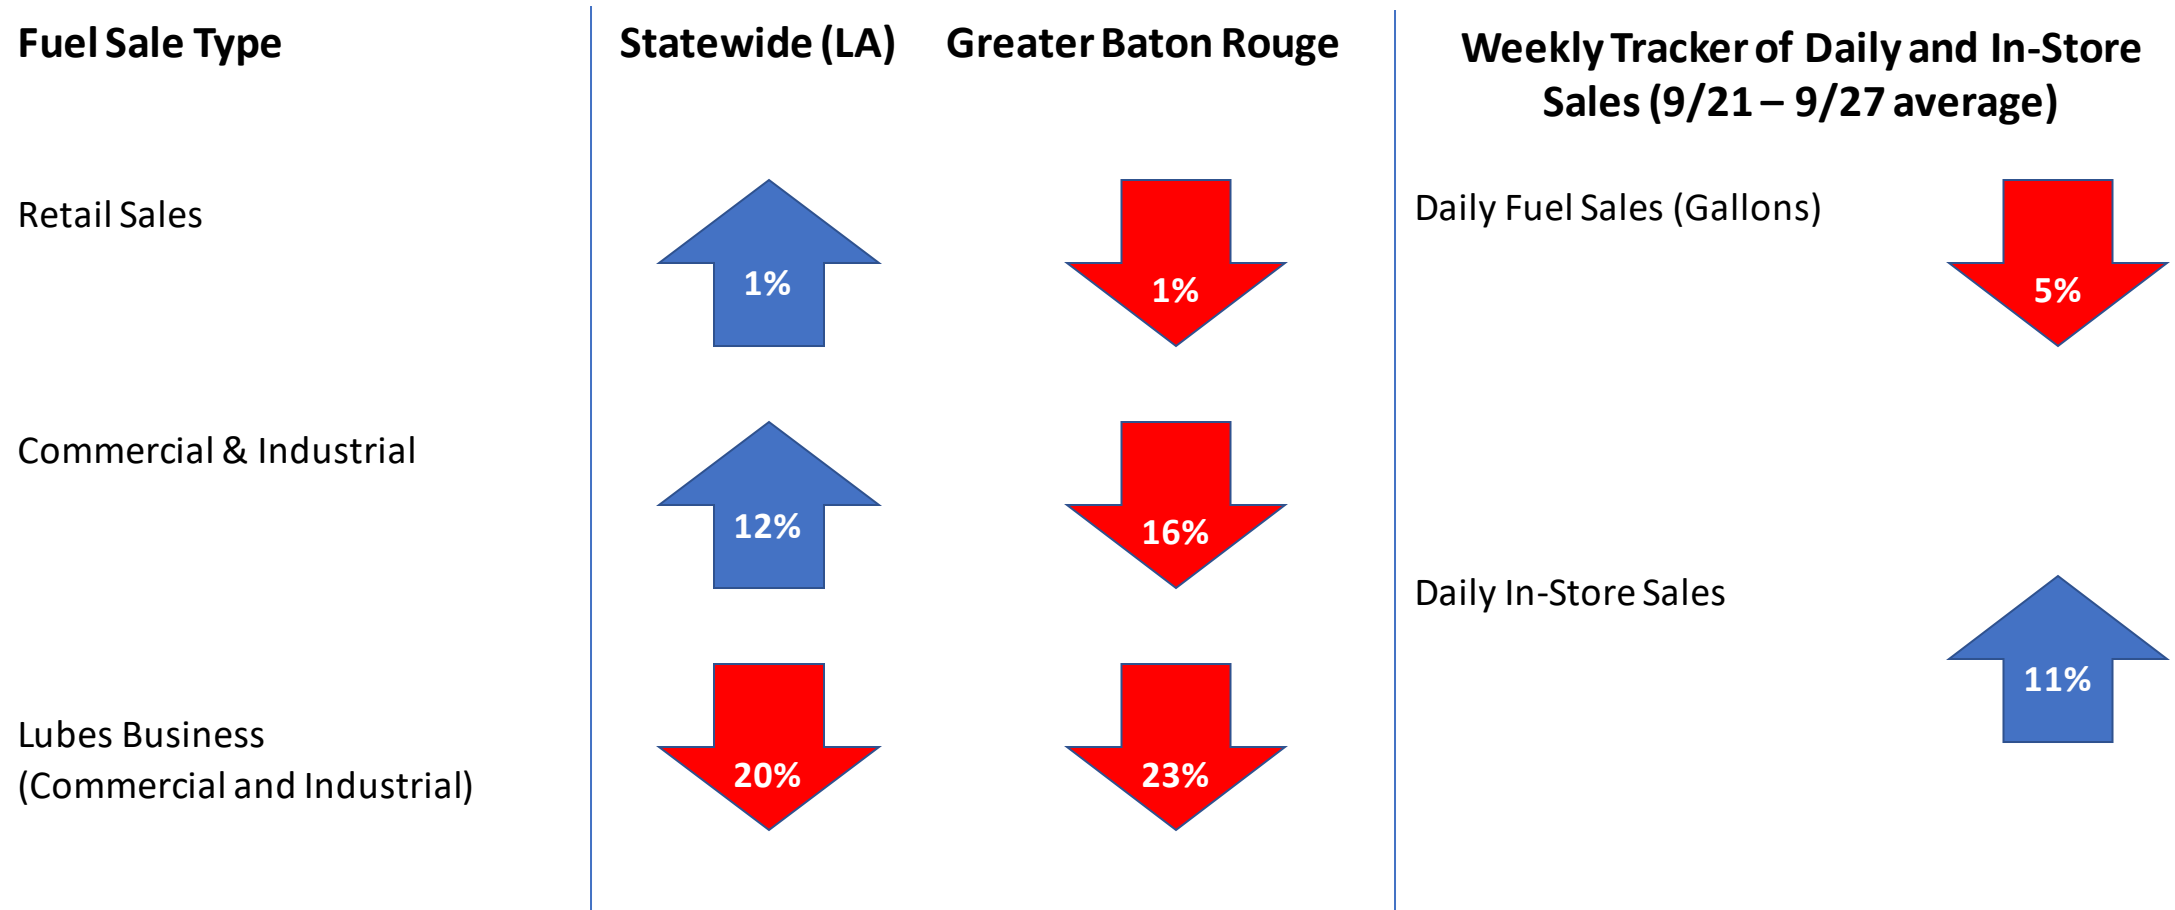 Fuel Sale Type
Statewide (LA)
Greater Baton Rouge
Weekly Tracker of Daily and In-Store
Sales (9/21 – 9/27 average)
Retail Sales
1%
1%
Daily Fuel Sales (Gallons)
5%
Commercial & Industrial
12%
16%
Daily In-Store Sales
11%
Lubes Business
(Commercial and Industrial)
20%
23%